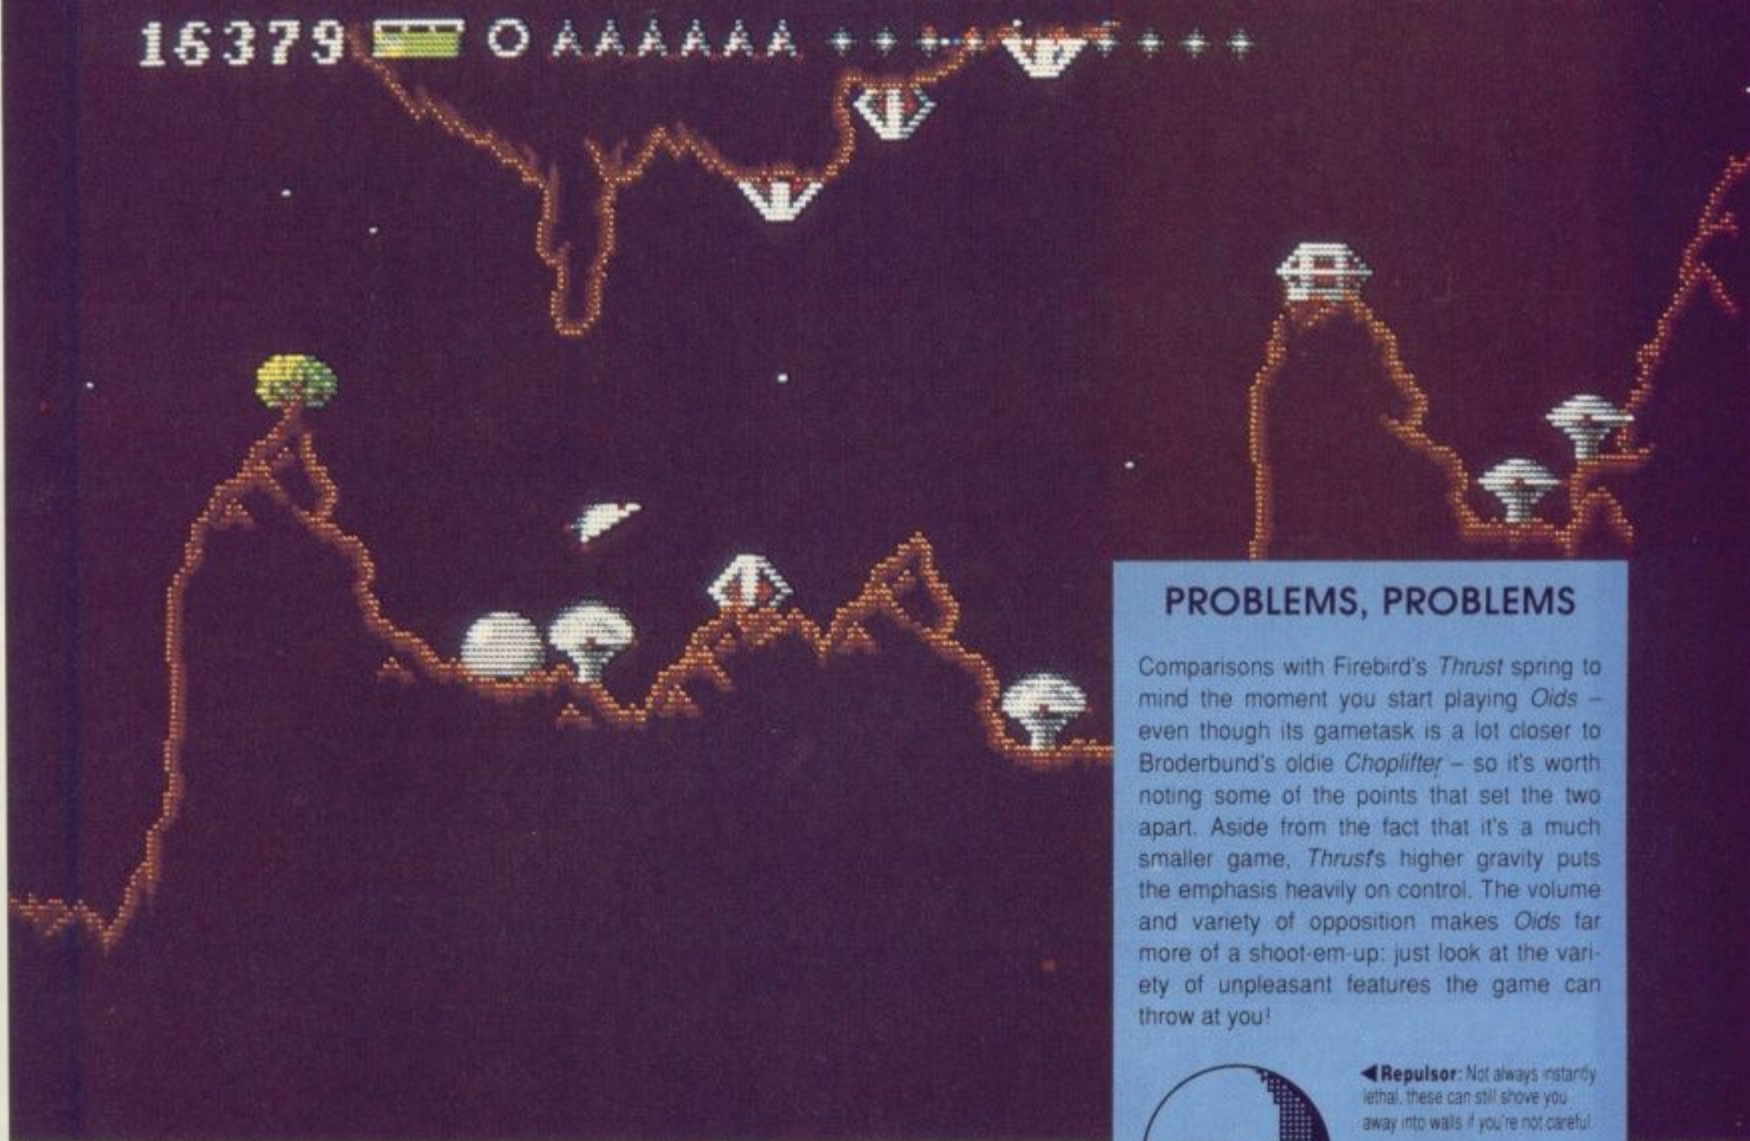 16379
PROBLEMS, PROBLEMS
Comparisons with Firebird's Thrust spring to
mind the moment you start playing Oids –
even though its gametask is a lot closer to
Broderbund's oldie Choplifter – so it's worth
noting some of the points that set the two
apart. Aside from the fact that it's a much
smaller game, Thrust's higher gravity puts
the emphasis heavily on control. The volume
and variety of opposition makes Oids far
more of a shoot-em-up: just look at the vari-
ety of unpleasant features the game can
throw at you!
◀Repulsor: Not always instantly
lethal, these can still shove you
away into walls if you're not careful.